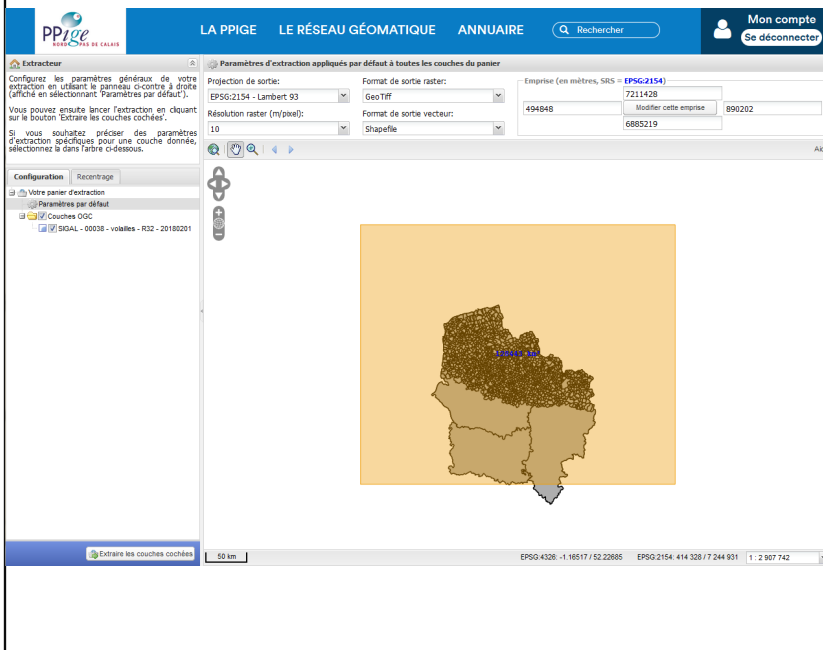 PPige
NORD PAS DE CALAIS
LA PPIGE LE RÉSEAU GÉOMATIQUE ANNUAIRE Rechercher
Mon compte
Se déconnecter
Extracteur
Configurez les paramètres généraux de votre
extraction en utilisant le panneau ci-contre à droite
(affiché en sélectionnant 'Paramètres par défaut').
Vous pouvez ensuite lancer l'extraction en cliquant
sur le bouton 'Extraire les couches cochées'.
Si vous souhaitez préciser des paramètres
d'extraction spécifiques pour une couche donnée,
sélectionnez la dans l'arbre ci-dessous.
Configuration Recentrage
Votre panier d'extraction
Paramètres par défaut
Couches OGC
SIGAL - 00038 - volailles - R32 - 20180201
Extraire les couches cochées
Paramètres d'extraction appliqués par défaut à toutes les couches du panier
Projection de sortie: Format de sortie raster:
EPSG:2154 - Lambert 93 GeoTiff
Résolution raster (m/pixel): Format de sortie vecteur:
10 Shapefile
Emprise (en mètres, SRS = EPSG:2154)
7211428
494848 Modifier cette emprise 890202
6885219
50 km EPSG:4326: -1.16517 / 52.22685 EPSG:2154: 414 328 / 7 244 931 1 : 2 907 742